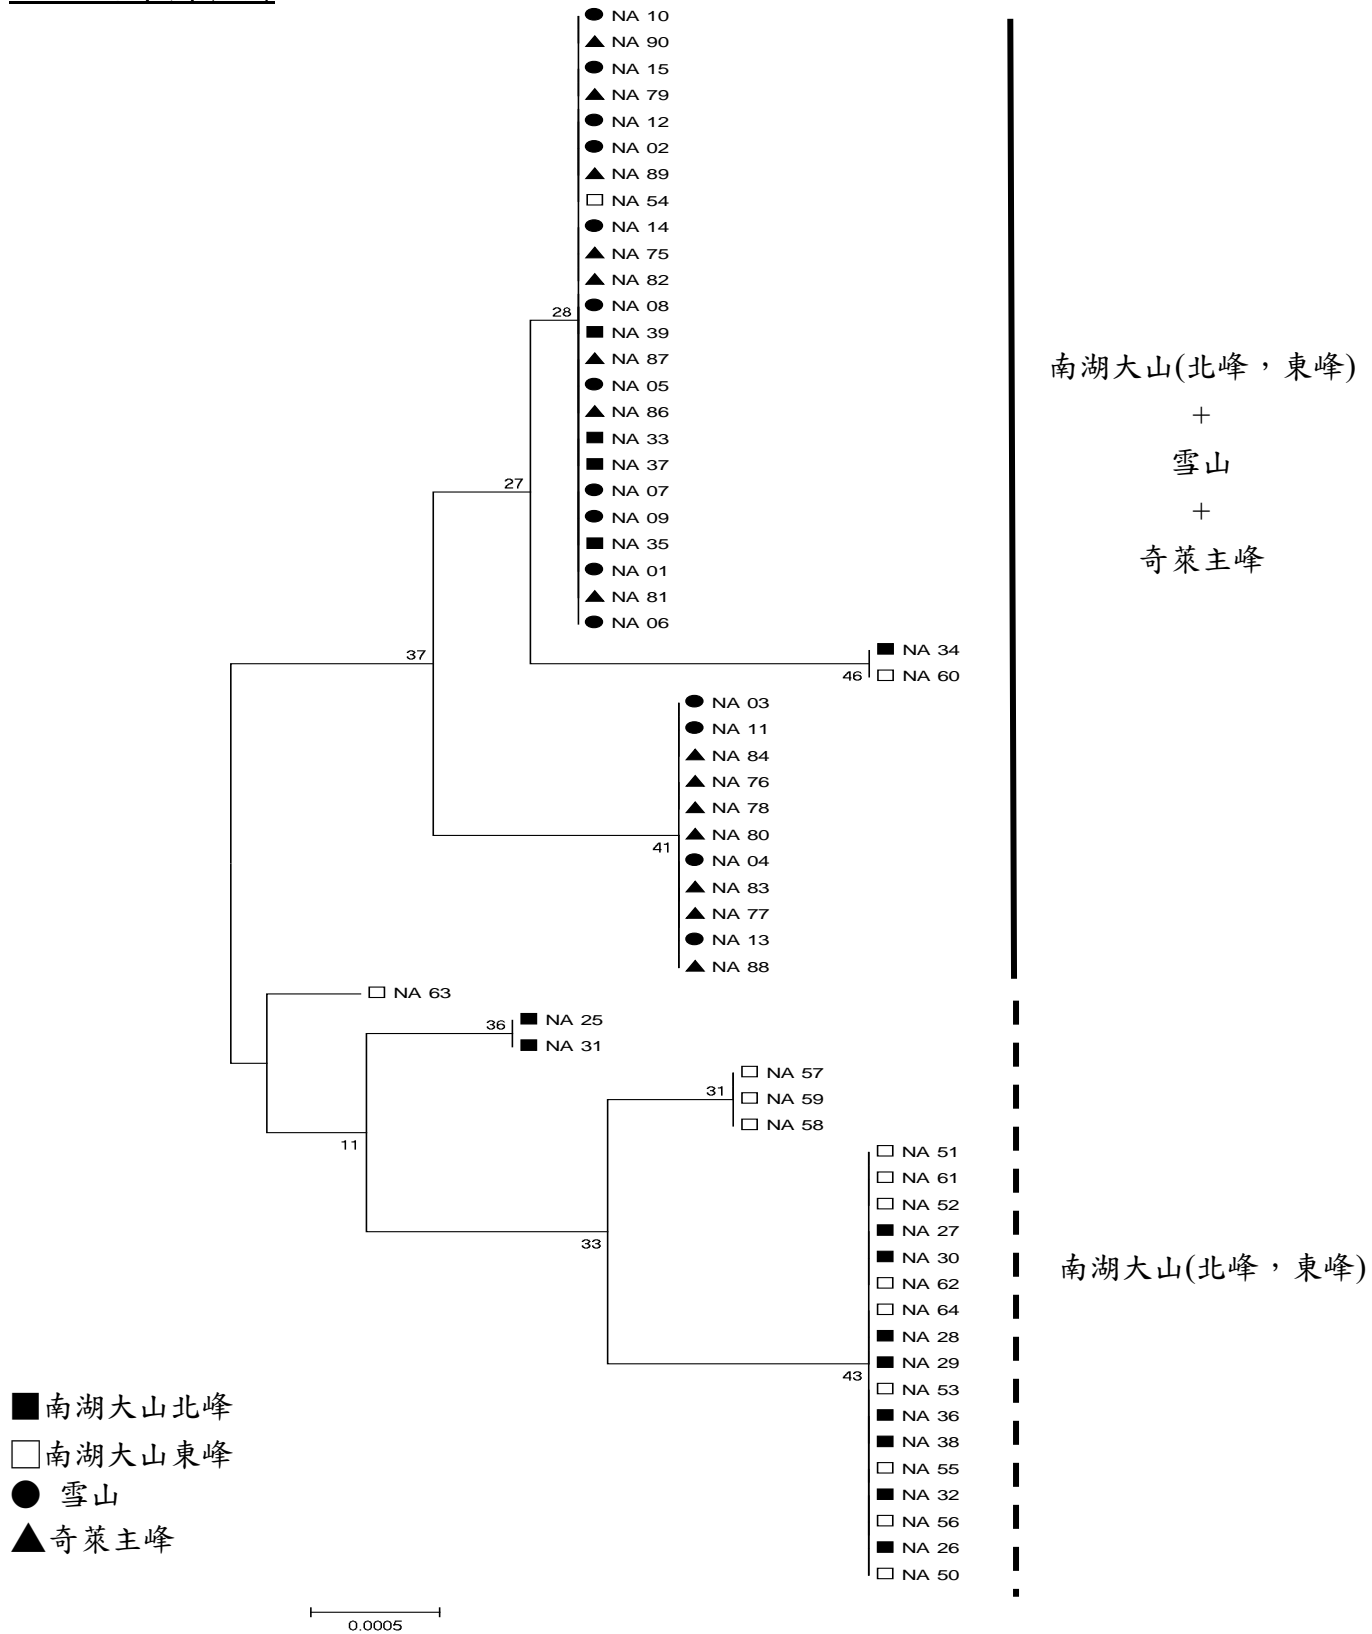 NA 10
NA 90
NA 15
NA 79
NA 12
NA 02
NA 89
NA 54
NA 14
NA 75
NA 82
NA 08
28
NA 39
NA 87
NA 05
NA 86
NA 33
NA 37
27
NA 07
NA 09
NA 35
NA 01
NA 81
NA 06
南湖大山(北峰，東峰)
+
雪山
+
奇萊主峰
37
NA 34
46
NA 60
NA 03
NA 11
NA 84
NA 76
NA 78
NA 80
41
NA 04
NA 83
NA 77
NA 13
NA 88
NA 63
36
NA 25
NA 31
NA 57
31
NA 59
NA 58
11
NA 51
NA 61
NA 52
NA 27
33
NA 30
NA 62
NA 64
NA 28
NA 29
43
NA 53
NA 36
NA 38
NA 55
NA 32
NA 56
NA 26
NA 50
南湖大山(北峰，東峰)
南湖大山北峰
南湖大山東峰
雪山
奇萊主峰
0.0005